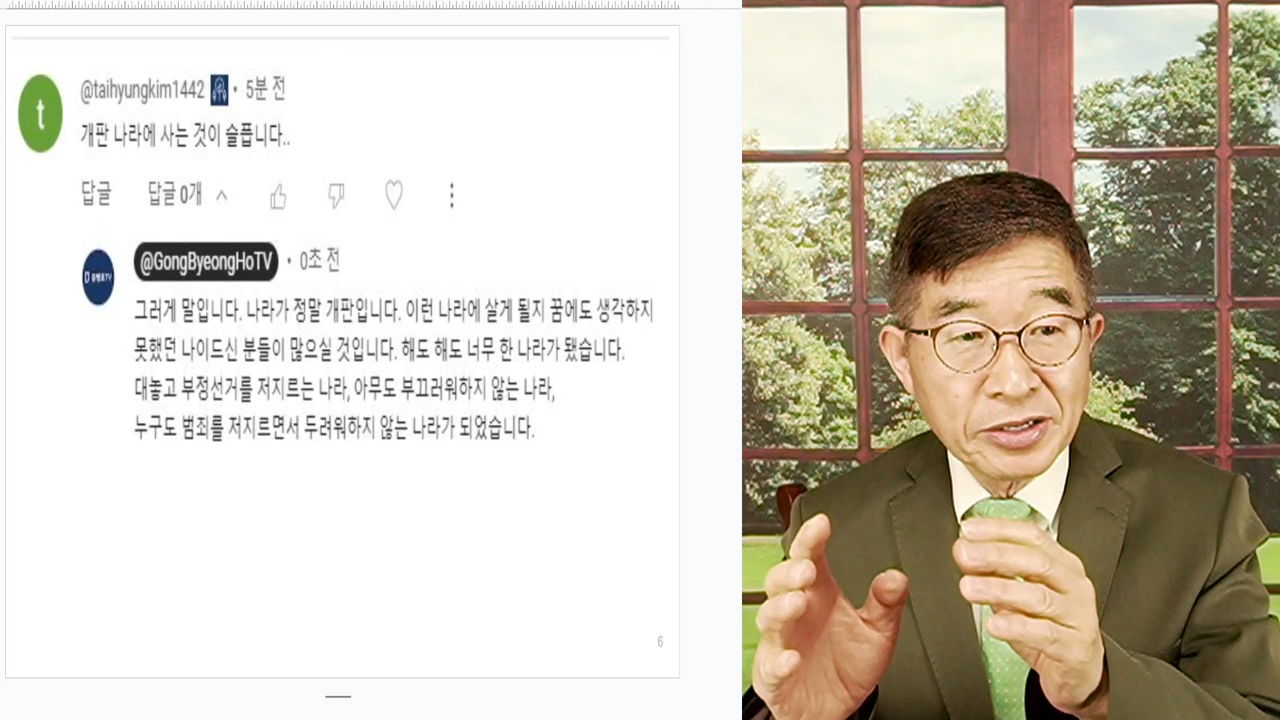 @taihyungkim1442 · 5분 전
개판 나라에 사는 것이 슬픕니다..
답글 답글 0개
@GongByeongHoTV · 0초 전
그러게 말입니다. 나라가 정말 개판입니다. 이런 나라에 살게 될지 꿈에도 생각하지
못했던 나이드신 분들이 많으실 것입니다. 해도 해도 너무 한 나라가 됐습니다.
대놓고 부정선거를 저지르는 나라, 아무도 부끄러워하지 않는 나라,
누구도 범죄를 저지르면서 두려워하지 않는 나라가 되었습니다.
t
공병호TV
6